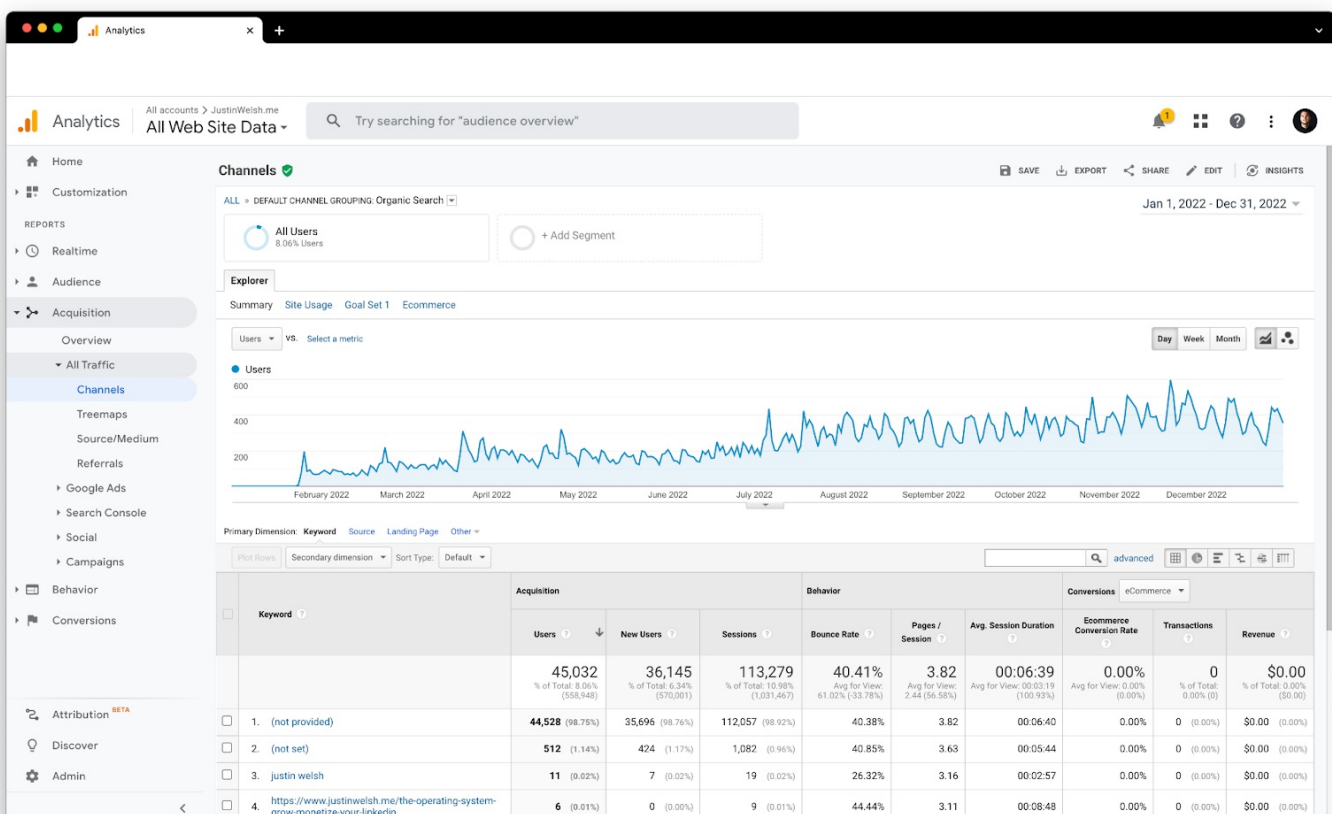 Analytics
All accounts > JustinWelsh.me
Analytics
All Web Site Data
Try searching for "audience overview"
1
Home
Customization
REPORTS
Realtime
Audience
Acquisition
Overview
All Traffic
Channels
Treemaps
Source/Medium
Referrals
Google Ads
Search Console
Social
Campaigns
Behavior
Conversions
Attribution BETA
Discover
Admin
Channels
SAVE EXPORT SHARE EDIT INSIGHTS
ALL » DEFAULT CHANNEL GROUPING: Organic Search
Jan 1, 2022 - Dec 31, 2022
All Users
8.06% Users
+ Add Segment
Explorer
Summary Site Usage Goal Set 1 Ecommerce
Users VS. Select a metric
Day Week Month
Users
600
400
200
February 2022 March 2022 April 2022 May 2022 June 2022 July 2022 August 2022 September 2022 October 2022 November 2022 December 2022
Primary Dimension: Keyword Source Landing Page Other
Plot Rows Secondary dimension Sort Type: Default advanced
Acquisition Behavior Conversions eCommerce
Keyword ? Users ? New Users ? Sessions ? Bounce Rate ? Pages / Session ? Avg. Session Duration ? Ecommerce Conversion Rate ? Transactions ? Revenue ?
45,032 36,145 113,279 40.41% 3.82 00:06:39 0.00% 0 $0.00
% of Total: 8.06% % of Total: 6.34% % of Total: 10.98% Avg for View: Avg for View: Avg for View: 00:03:19 Avg for View: 0.00% % of Total: % of Total: 0.00%
(558,948) (570,001) (1,031,467) 61.02% (-33.78%) 2.44 (56.58%) (100.93%) (0.00%) 0.00% (0) ($0.00)
1. (not provided) 44,528 (98.75%) 35,696 (98.76%) 112,057 (98.92%) 40.38% 3.82 00:06:40 0.00% 0 (0.00%) $0.00 (0.00%)
2. (not set) 512 (1.14%) 424 (1.17%) 1,082 (0.96%) 40.85% 3.63 00:05:44 0.00% 0 (0.00%) $0.00 (0.00%)
3. justin welsh 11 (0.02%) 7 (0.02%) 19 (0.02%) 26.32% 3.16 00:02:57 0.00% 0 (0.00%) $0.00 (0.00%)
4. https://www.justinwelsh.me/the-operating-system-
grow-monetize-your-linkedin 6 (0.01%) 0 (0.00%) 9 (0.01%) 44.44% 3.11 00:08:48 0.00% 0 (0.00%) $0.00 (0.00%)